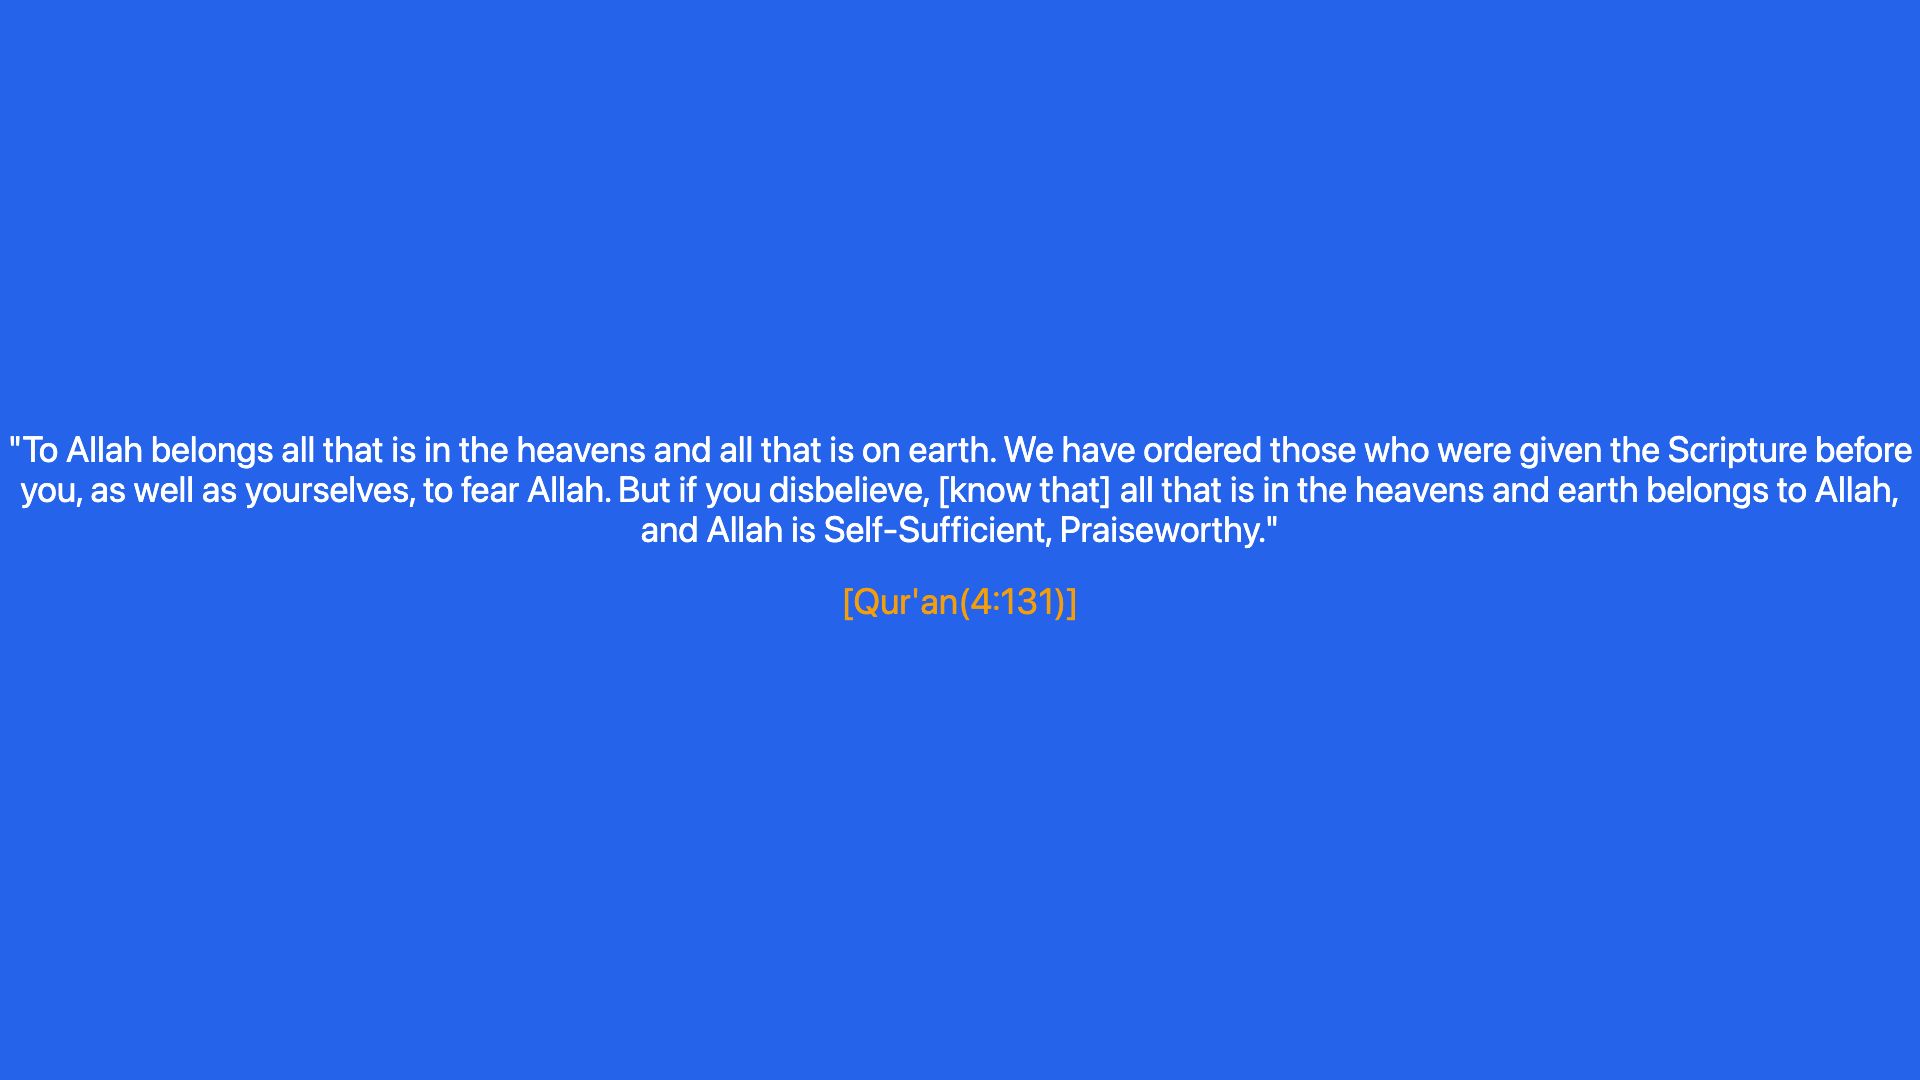 "To Allah belongs all that is in the heavens and all that is on earth. We have ordered those who were given the Scripture before
you, as well as yourselves, to fear Allah. But if you disbelieve, [know that] all that is in the heavens and earth belongs to Allah,
and Allah is Self-Sufficient, Praiseworthy."
[Qur'an(4:131)]